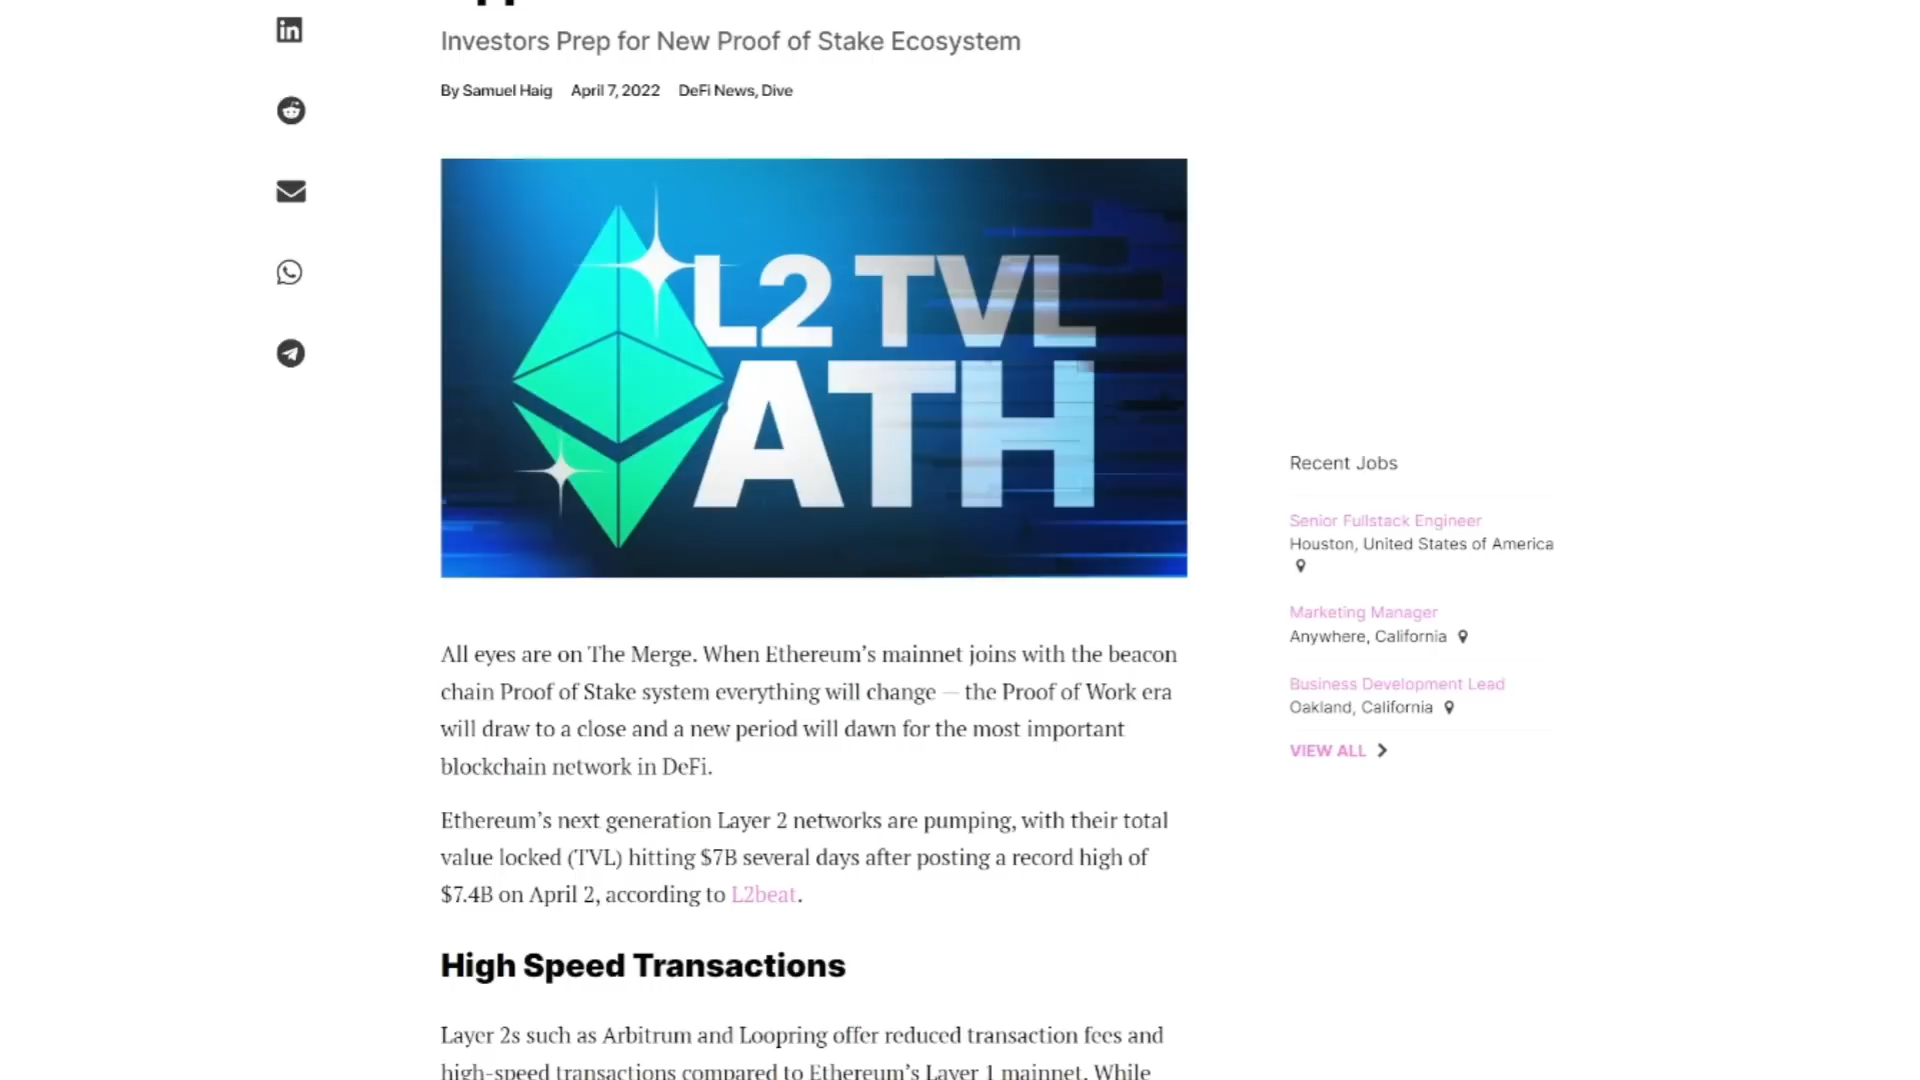 Investors Prep for New Proof of Stake Ecosystem
By Samuel Haig April 7, 2022 DeFi News, Dive
L2 TVL
ATH
All eyes are on The Merge. When Ethereum’s mainnet joins with the beacon
chain Proof of Stake system everything will change — the Proof of Work era
will draw to a close and a new period will dawn for the most important
blockchain network in DeFi.
Ethereum’s next generation Layer 2 networks are pumping, with their total
value locked (TVL) hitting $7B several days after posting a record high of
$7.4B on April 2, according to L2beat.
High Speed Transactions
Layer 2s such as Arbitrum and Loopring offer reduced transaction fees and
high-speed transactions compared to Ethereum’s Layer 1 mainnet. While
Recent Jobs
Senior Fullstack Engineer
Houston, United States of America
Marketing Manager
Anywhere, California
Business Development Lead
Oakland, California
VIEW ALL